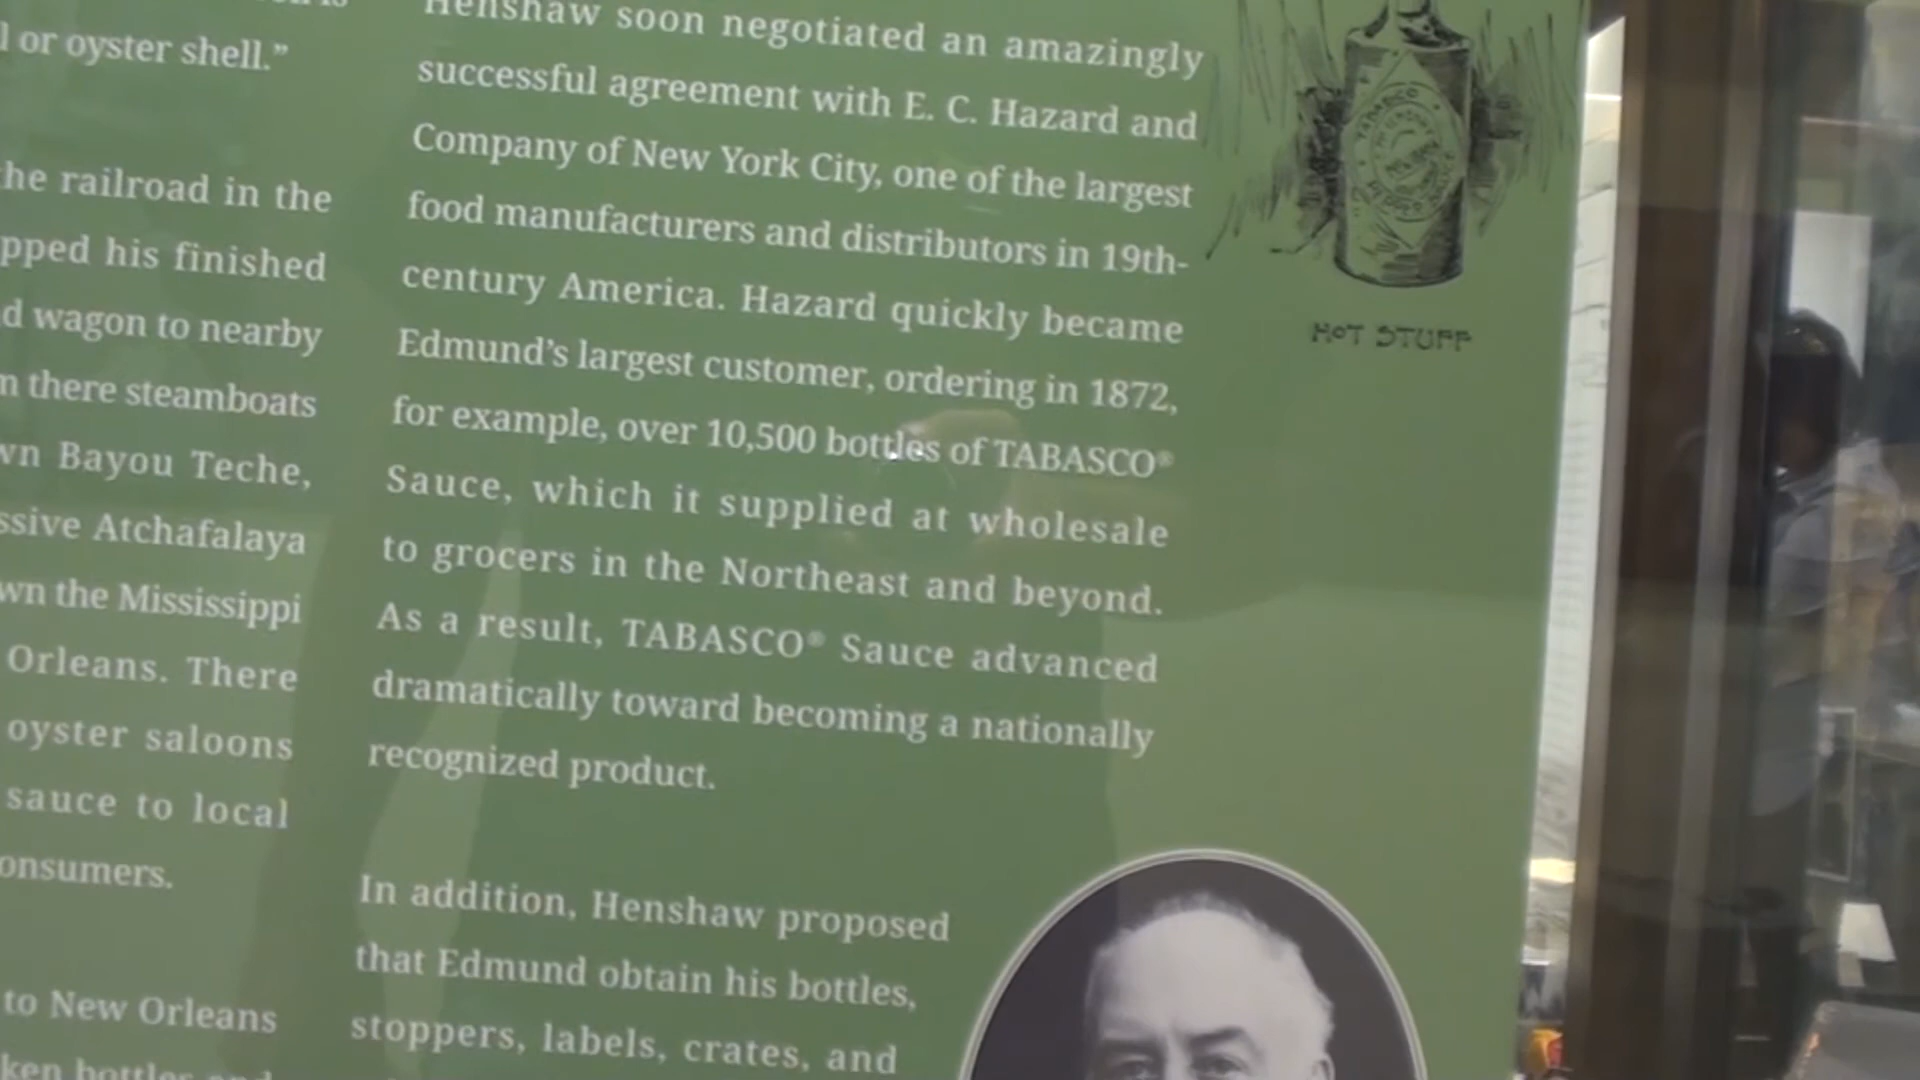 l or oyster shell.”
the railroad in the
pped his finished
d wagon to nearby
m there steamboats
wn Bayou Teche,
ssive Atchafalaya
wn the Mississippi
Orleans. There
oyster saloons
sauce to local
onsumers.
to New Orleans
ken bottles and
Henshaw soon negotiated an amazingly
successful agreement with E. C. Hazard and
Company of New York City, one of the largest
food manufacturers and distributors in 19th-
century America. Hazard quickly became
Edmund’s largest customer, ordering in 1872,
for example, over 10,500 bottles of TABASCO®
Sauce, which it supplied at wholesale
to grocers in the Northeast and beyond.
As a result, TABASCO® Sauce advanced
dramatically toward becoming a nationally
recognized product.
In addition, Henshaw proposed
that Edmund obtain his bottles,
stoppers, labels, crates, and
TABASCO
HOT STUFF